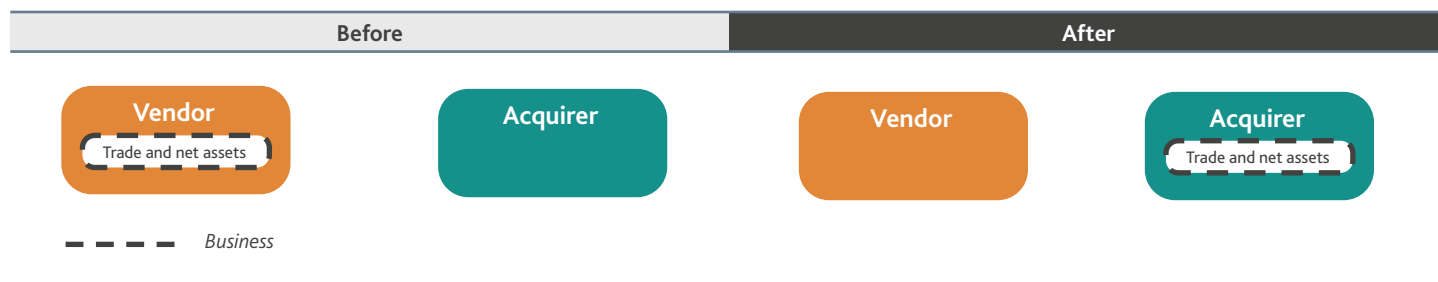 Before
After
Vendor
Trade and net assets
Acquirer
Vendor
Acquirer
Trade and net assets
Business